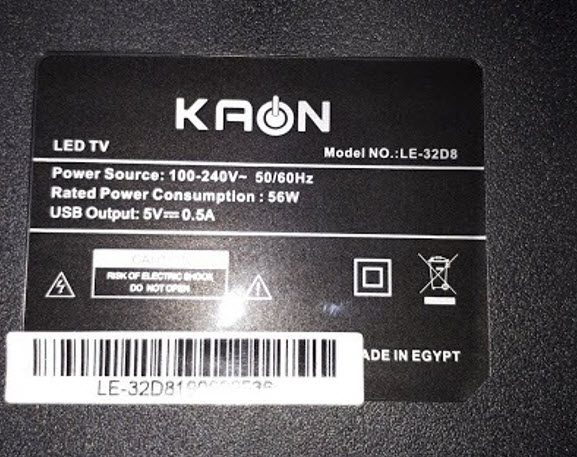 KAON
LED TV
Model NO.:LE-32D8
Power Source: 100-240V~ 50/60Hz
Rated Power Consumption : 56W
USB Output: 5V⎓0.5A
CAUTION
RISK OF ELECTRIC SHOCK
DO NOT OPEN
ADE IN EGYPT